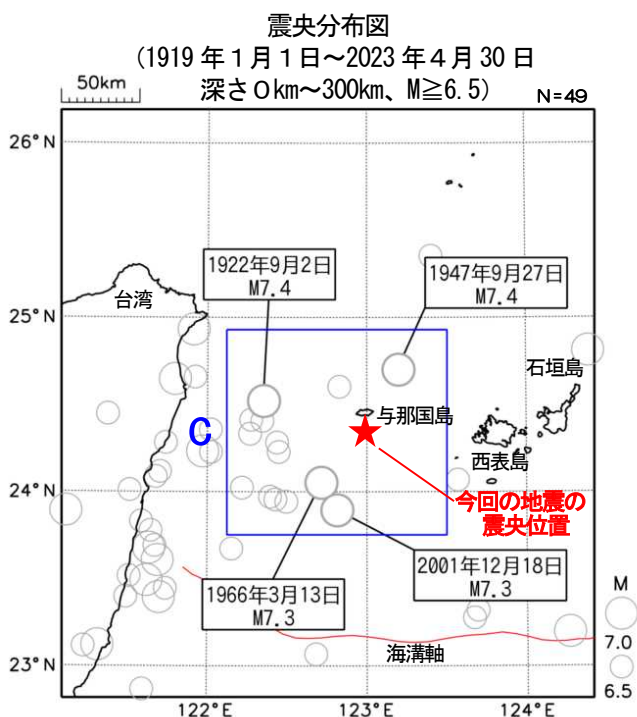 震央分布図
(1919年1月1日～2023年4月30日
深さ０km～300km、M≧6.5)
N=49
50km
26°N
1922年9月2日
M7.4
1947年9月27日
M7.4
台湾
25°N
石垣島
与那国島
C
西表島
24°N
今回の地震の
震央位置
2001年12月18日
M7.3
1966年3月13日
M7.3
M
7.0
海溝軸
23°N
6.5
122°E
123°E
124°E